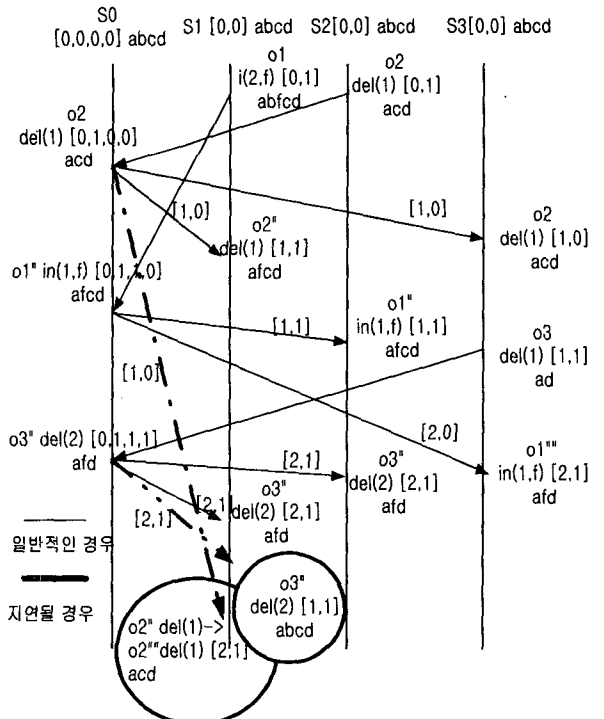 S0
[0,0,0,0] abcd
S1 [0,0] abcd
S2[0,0] abcd
S3[0,0] abcd
o1
i(2,f) [0,1]
abfcd
o2
del(1) [0,1]
acd
o2
del(1) [0,1,0,0]
acd
[1,0]
[1,0]
o2"
del(1) [1,1]
afcd
o2
del(1) [1,0]
acd
o1" in(1,f) [0,1,1,0]
afcd
[1,1]
o1"
in(1,f) [1,1]
afcd
o3
del(1) [1,1]
ad
[1,0]
[2,0]
o3" del(2) [0,1,1,1]
afd
[2,1]
o3"
del(2) [2,1]
afd
o1""
in(1,f) [2,1]
afd
[2,1]
[2,1]
o3"
del(2) [2,1]
afd
일반적인 경우
지연될 경우
o3"
del(2) [1,1]
abcd
o2" del(1)->
o2""del(1) [2,1]
acd